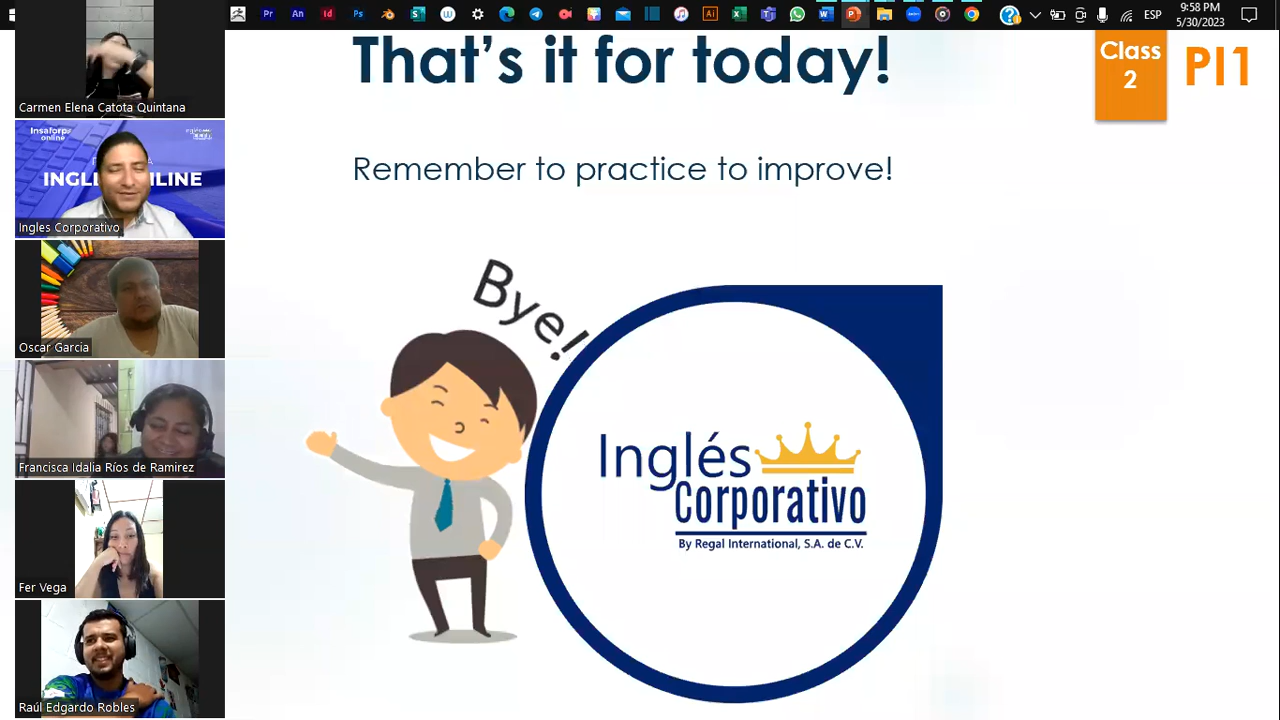 9:58 PM
ESP
5/30/2023
That's it for today!
Class
2
PI1
Remember to practice to improve!
Bye!
Inglés
Corporativo
By Regal International, S.A. de C.V.
Carmen Elena Catota Quintana
Insaforp
online
Ingles Corporativo
Oscar Garcia
Francisca Idalia Ríos de Ramirez
Fer Vega
Raúl Edgardo Robles